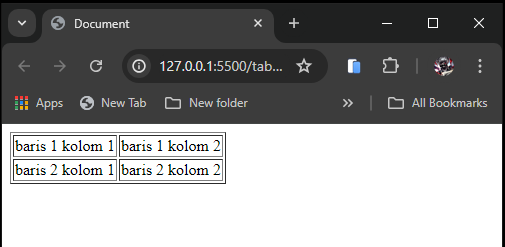 Document
127.0.0.1:5500/tab...
Apps New Tab New folder » All Bookmarks
baris 1 kolom 1 baris 1 kolom 2
baris 2 kolom 1 baris 2 kolom 2